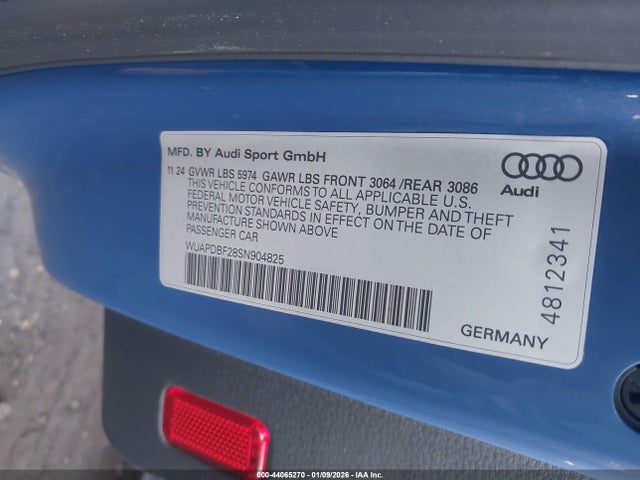 MFD. BY Audi Sport GmbH
11 24 GVWR LBS 5974 GAWR LBS FRONT 3064 /REAR 3086
THIS VEHICLE CONFORMS TO ALL APPLICABLE U.S.
FEDERAL MOTOR VEHICLE SAFETY, BUMPER AND THEFT
PREVENTION STANDARDS IN EFFECT ON THE DATE OF
MANUFACTURE SHOWN ABOVE
PASSENGER CAR
WUAPDBF28SN904825
Audi
4812341
GERMANY
000-44065270 - 01/09/2026 - IAA Inc.